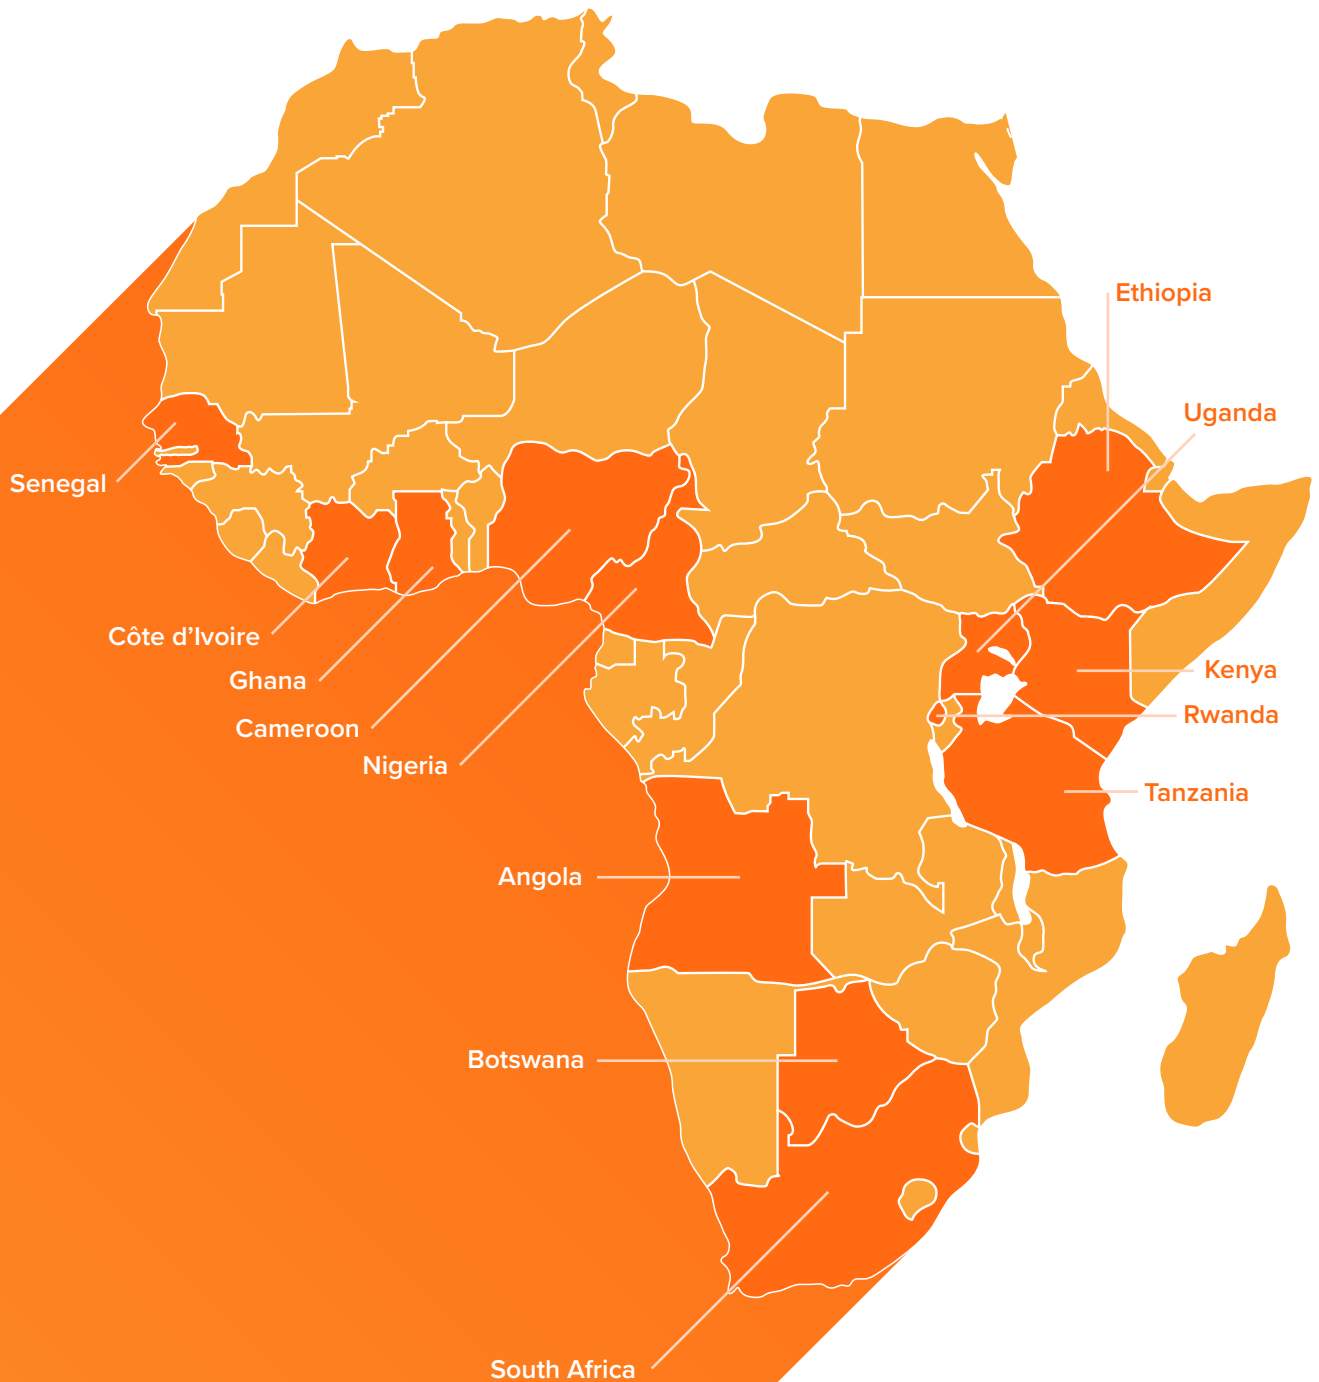 Ethiopia
Uganda
Senegal
Côte d’Ivoire
Kenya
Ghana
Rwanda
Cameroon
Nigeria
Tanzania
Angola
Botswana
South Africa